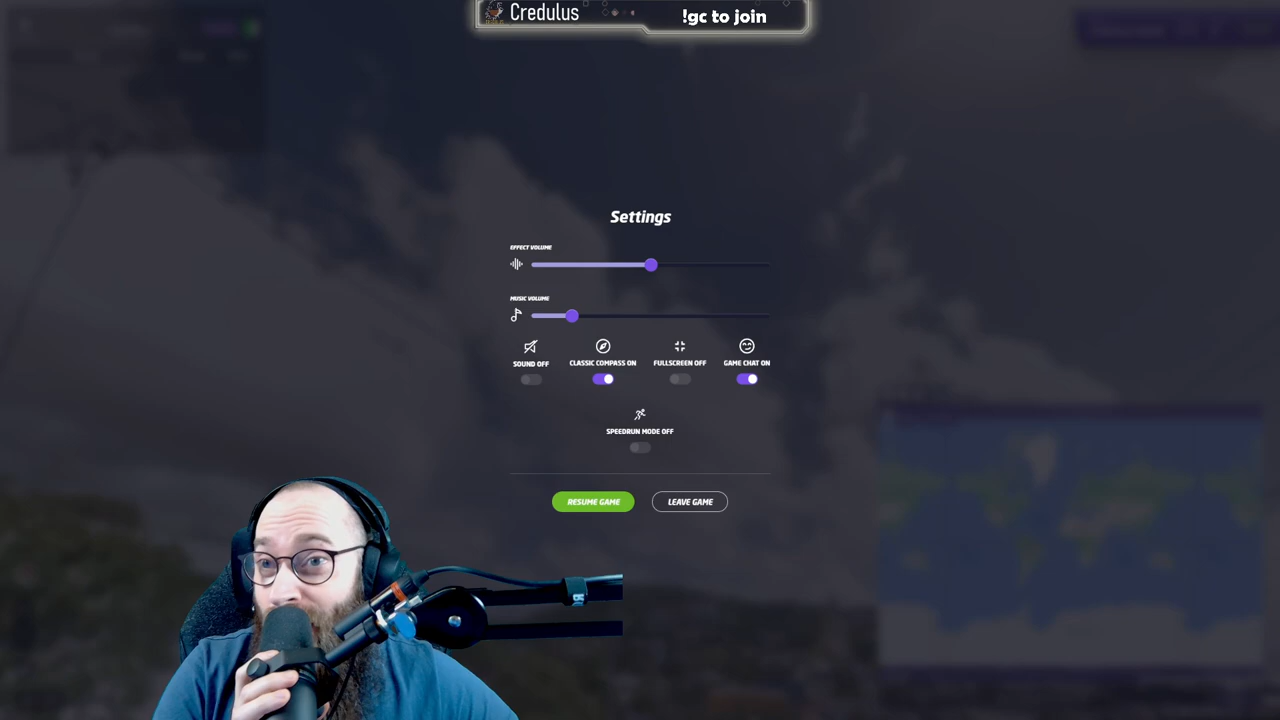 Credulus
!gc to join
Settings
EFFECT VOLUME
MUSIC VOLUME
SOUND OFF
CLASSIC COMPASS ON
FULLSCREEN OFF
GAME CHAT ON
SPEEDRUN MODE OFF
RESUME GAME
LEAVE GAME